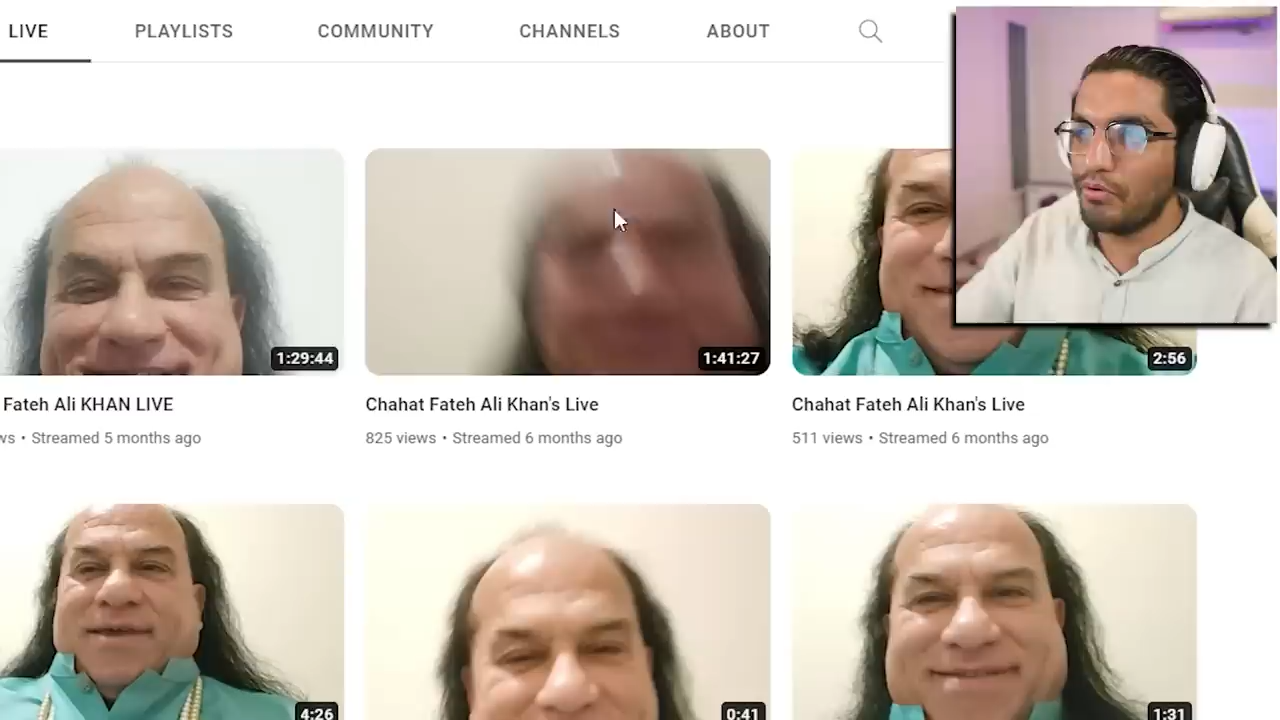 LIVE PLAYLISTS COMMUNITY CHANNELS ABOUT
1:29:44 1:41:27 2:56
Fateh Ali KHAN LIVE Chahat Fateh Ali Khan's Live Chahat Fateh Ali Khan's Live
• Streamed 5 months ago 825 views • Streamed 6 months ago 511 views • Streamed 6 months ago
4:26 0:41 1:31